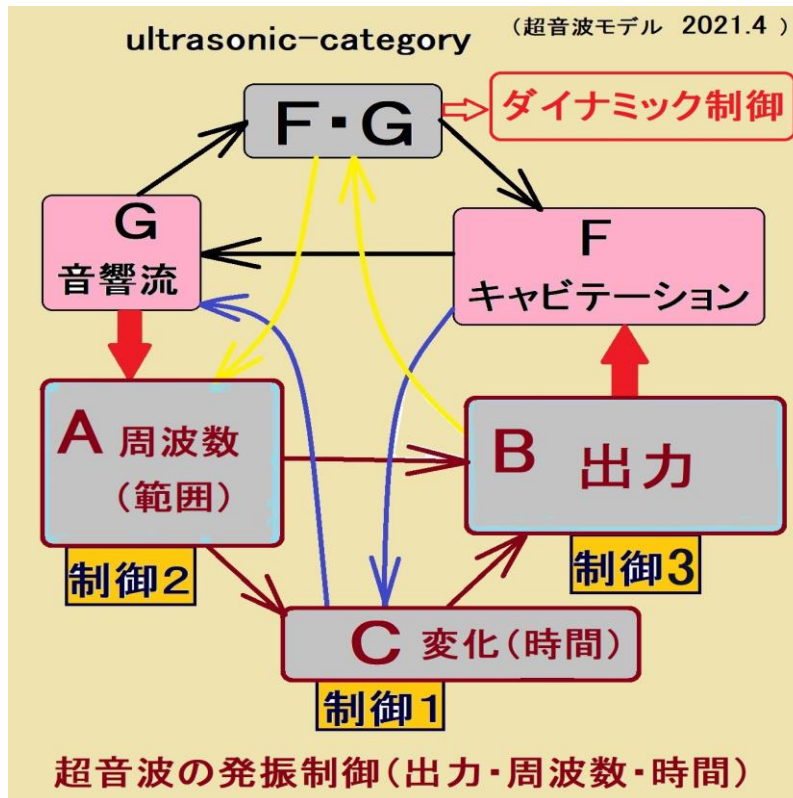 ultrasonic-category
(超音波モデル 2021.4 )
F・G
ダイナミック制御
G
音響流
F
キャビテーション
A 周波数
(範囲)
B 出力
制御2
制御3
C 変化(時間)
制御1
超音波の発振制御(出力・周波数・時間)